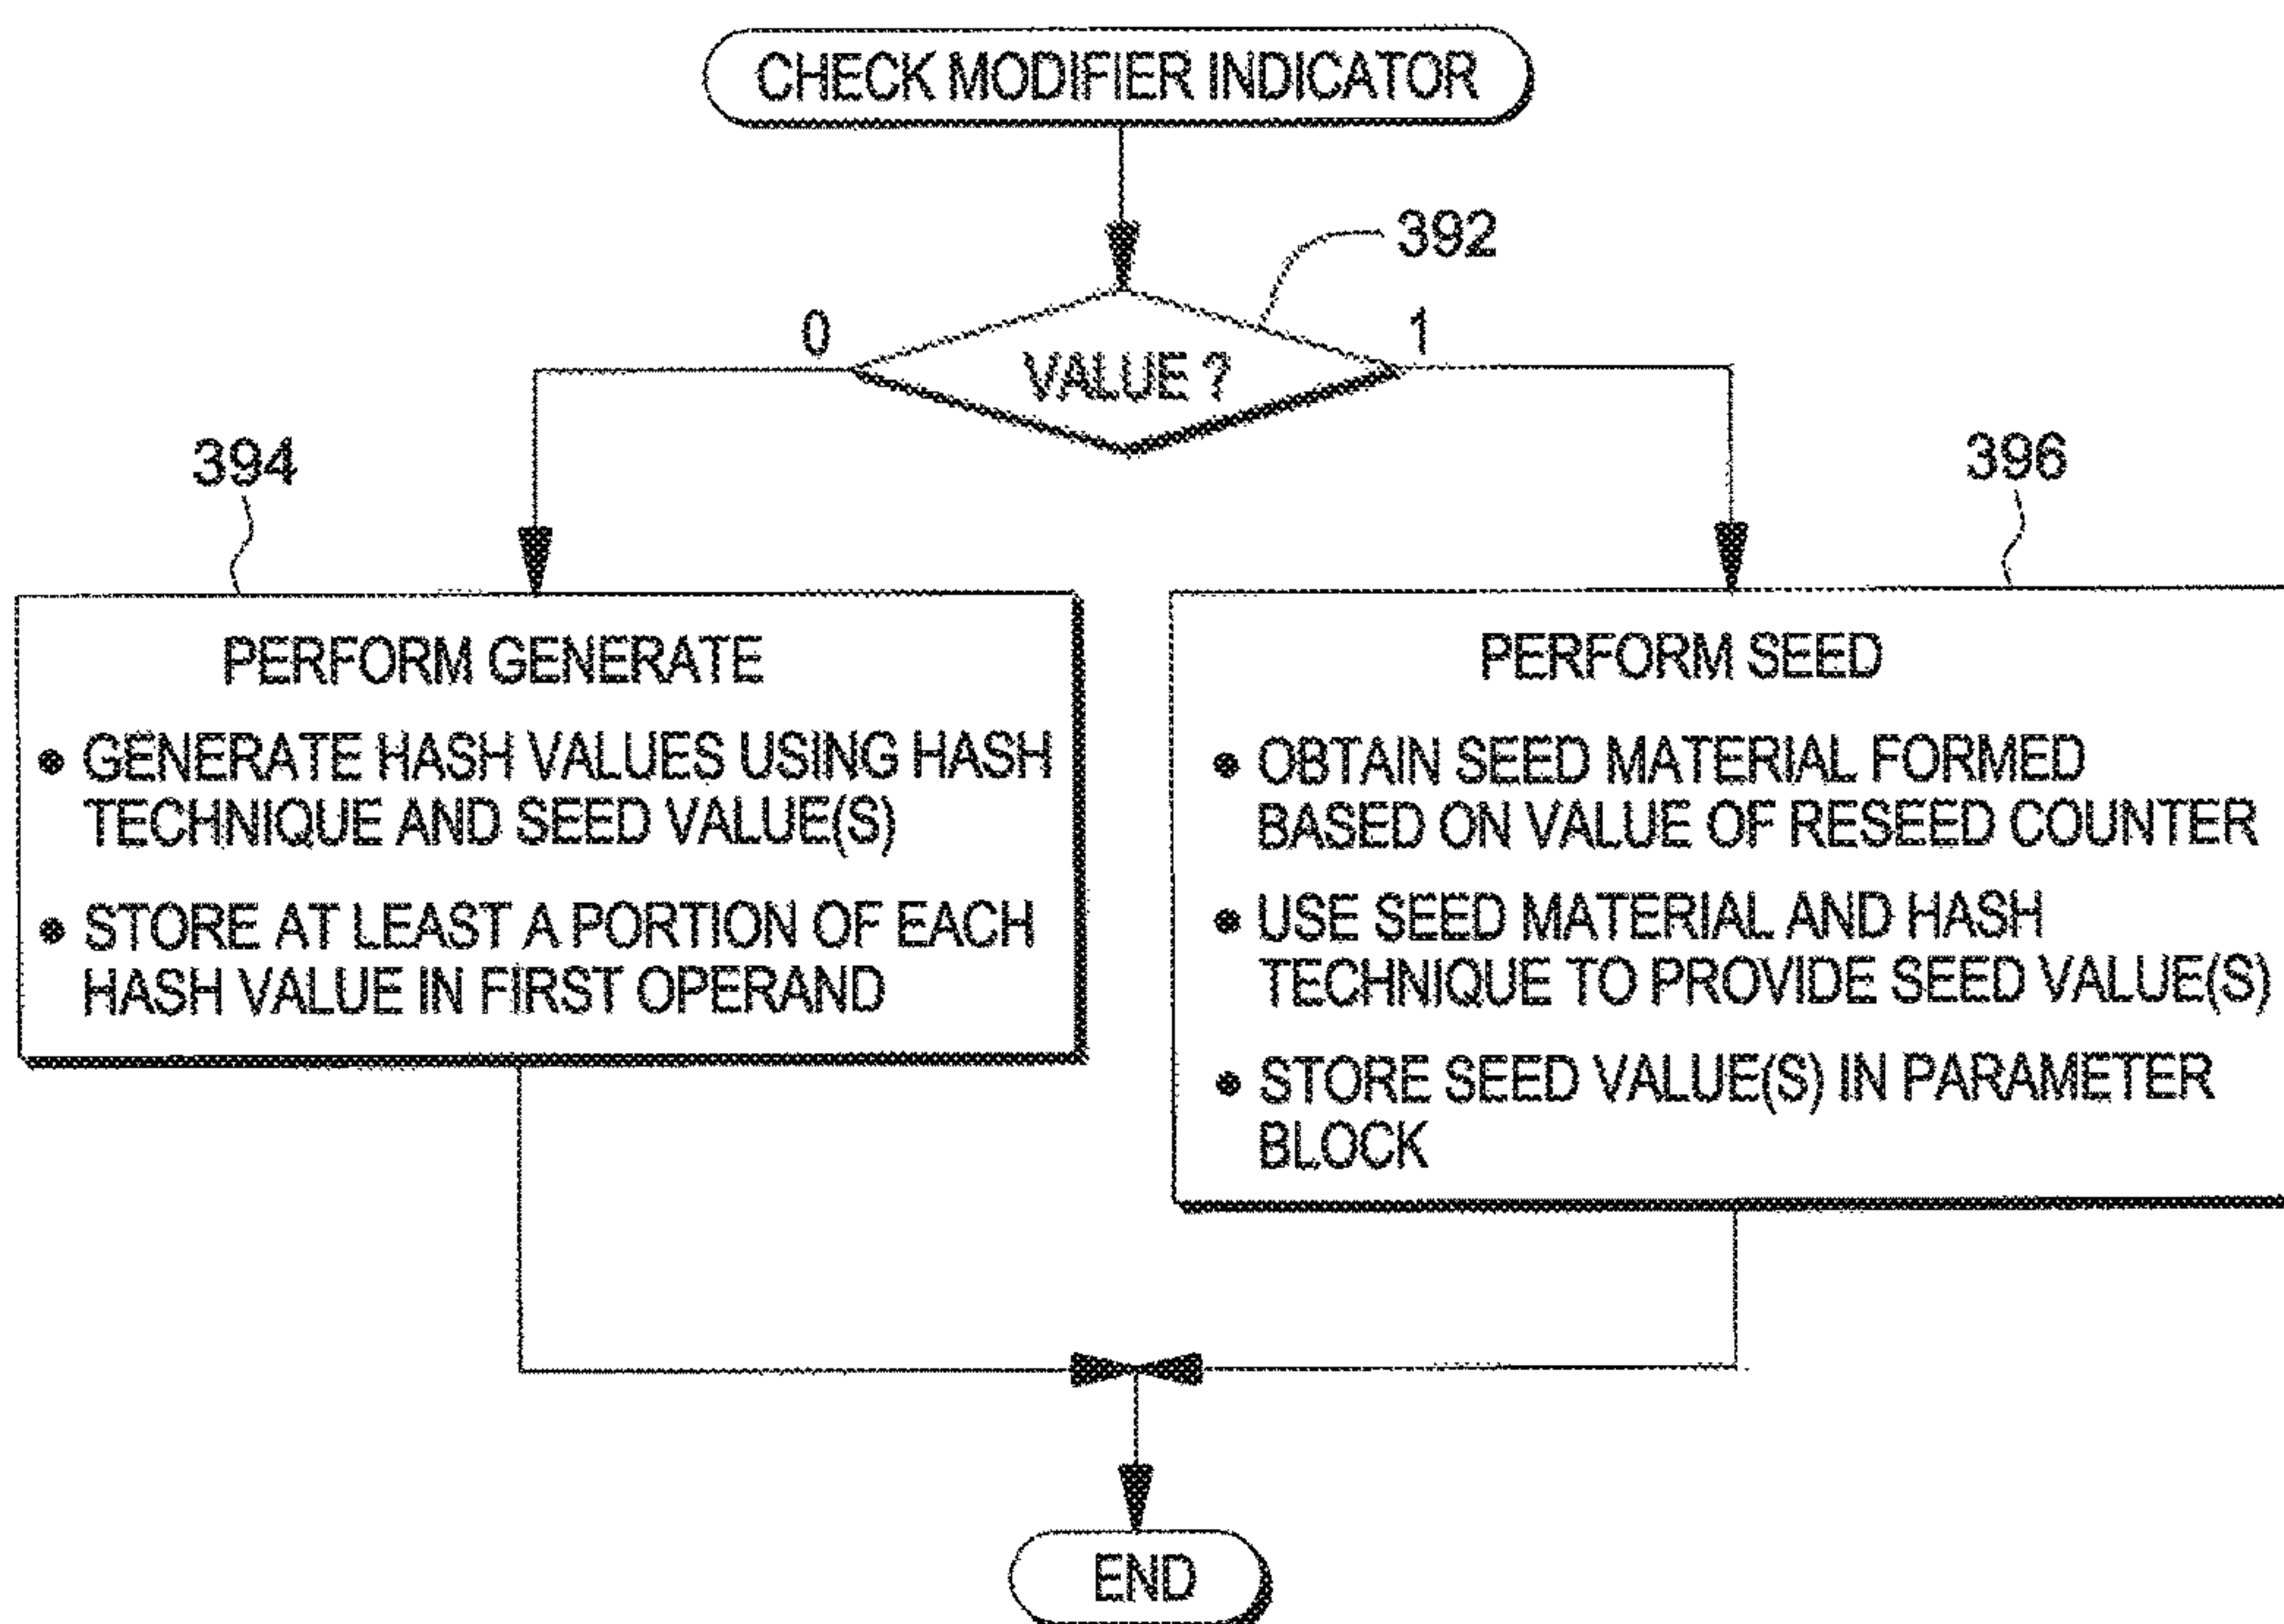 CHECK MODIFIER INDICATOR
392
0
1
VALUE ?
394
396
PERFORM GENERATE
• GENERATE HASH VALUES USING HASH
TECHNIQUE AND SEED VALUE(S)
• STORE AT LEAST A PORTION OF EACH
HASH VALUE IN FIRST OPERAND
PERFORM SEED
• OBTAIN SEED MATERIAL FORMED
BASED ON VALUE OF RESEED COUNTER
• USE SEED MATERIAL AND HASH
TECHNIQUE TO PROVIDE SEED VALUE(S)
• STORE SEED VALUE(S) IN PARAMETER
BLOCK
END